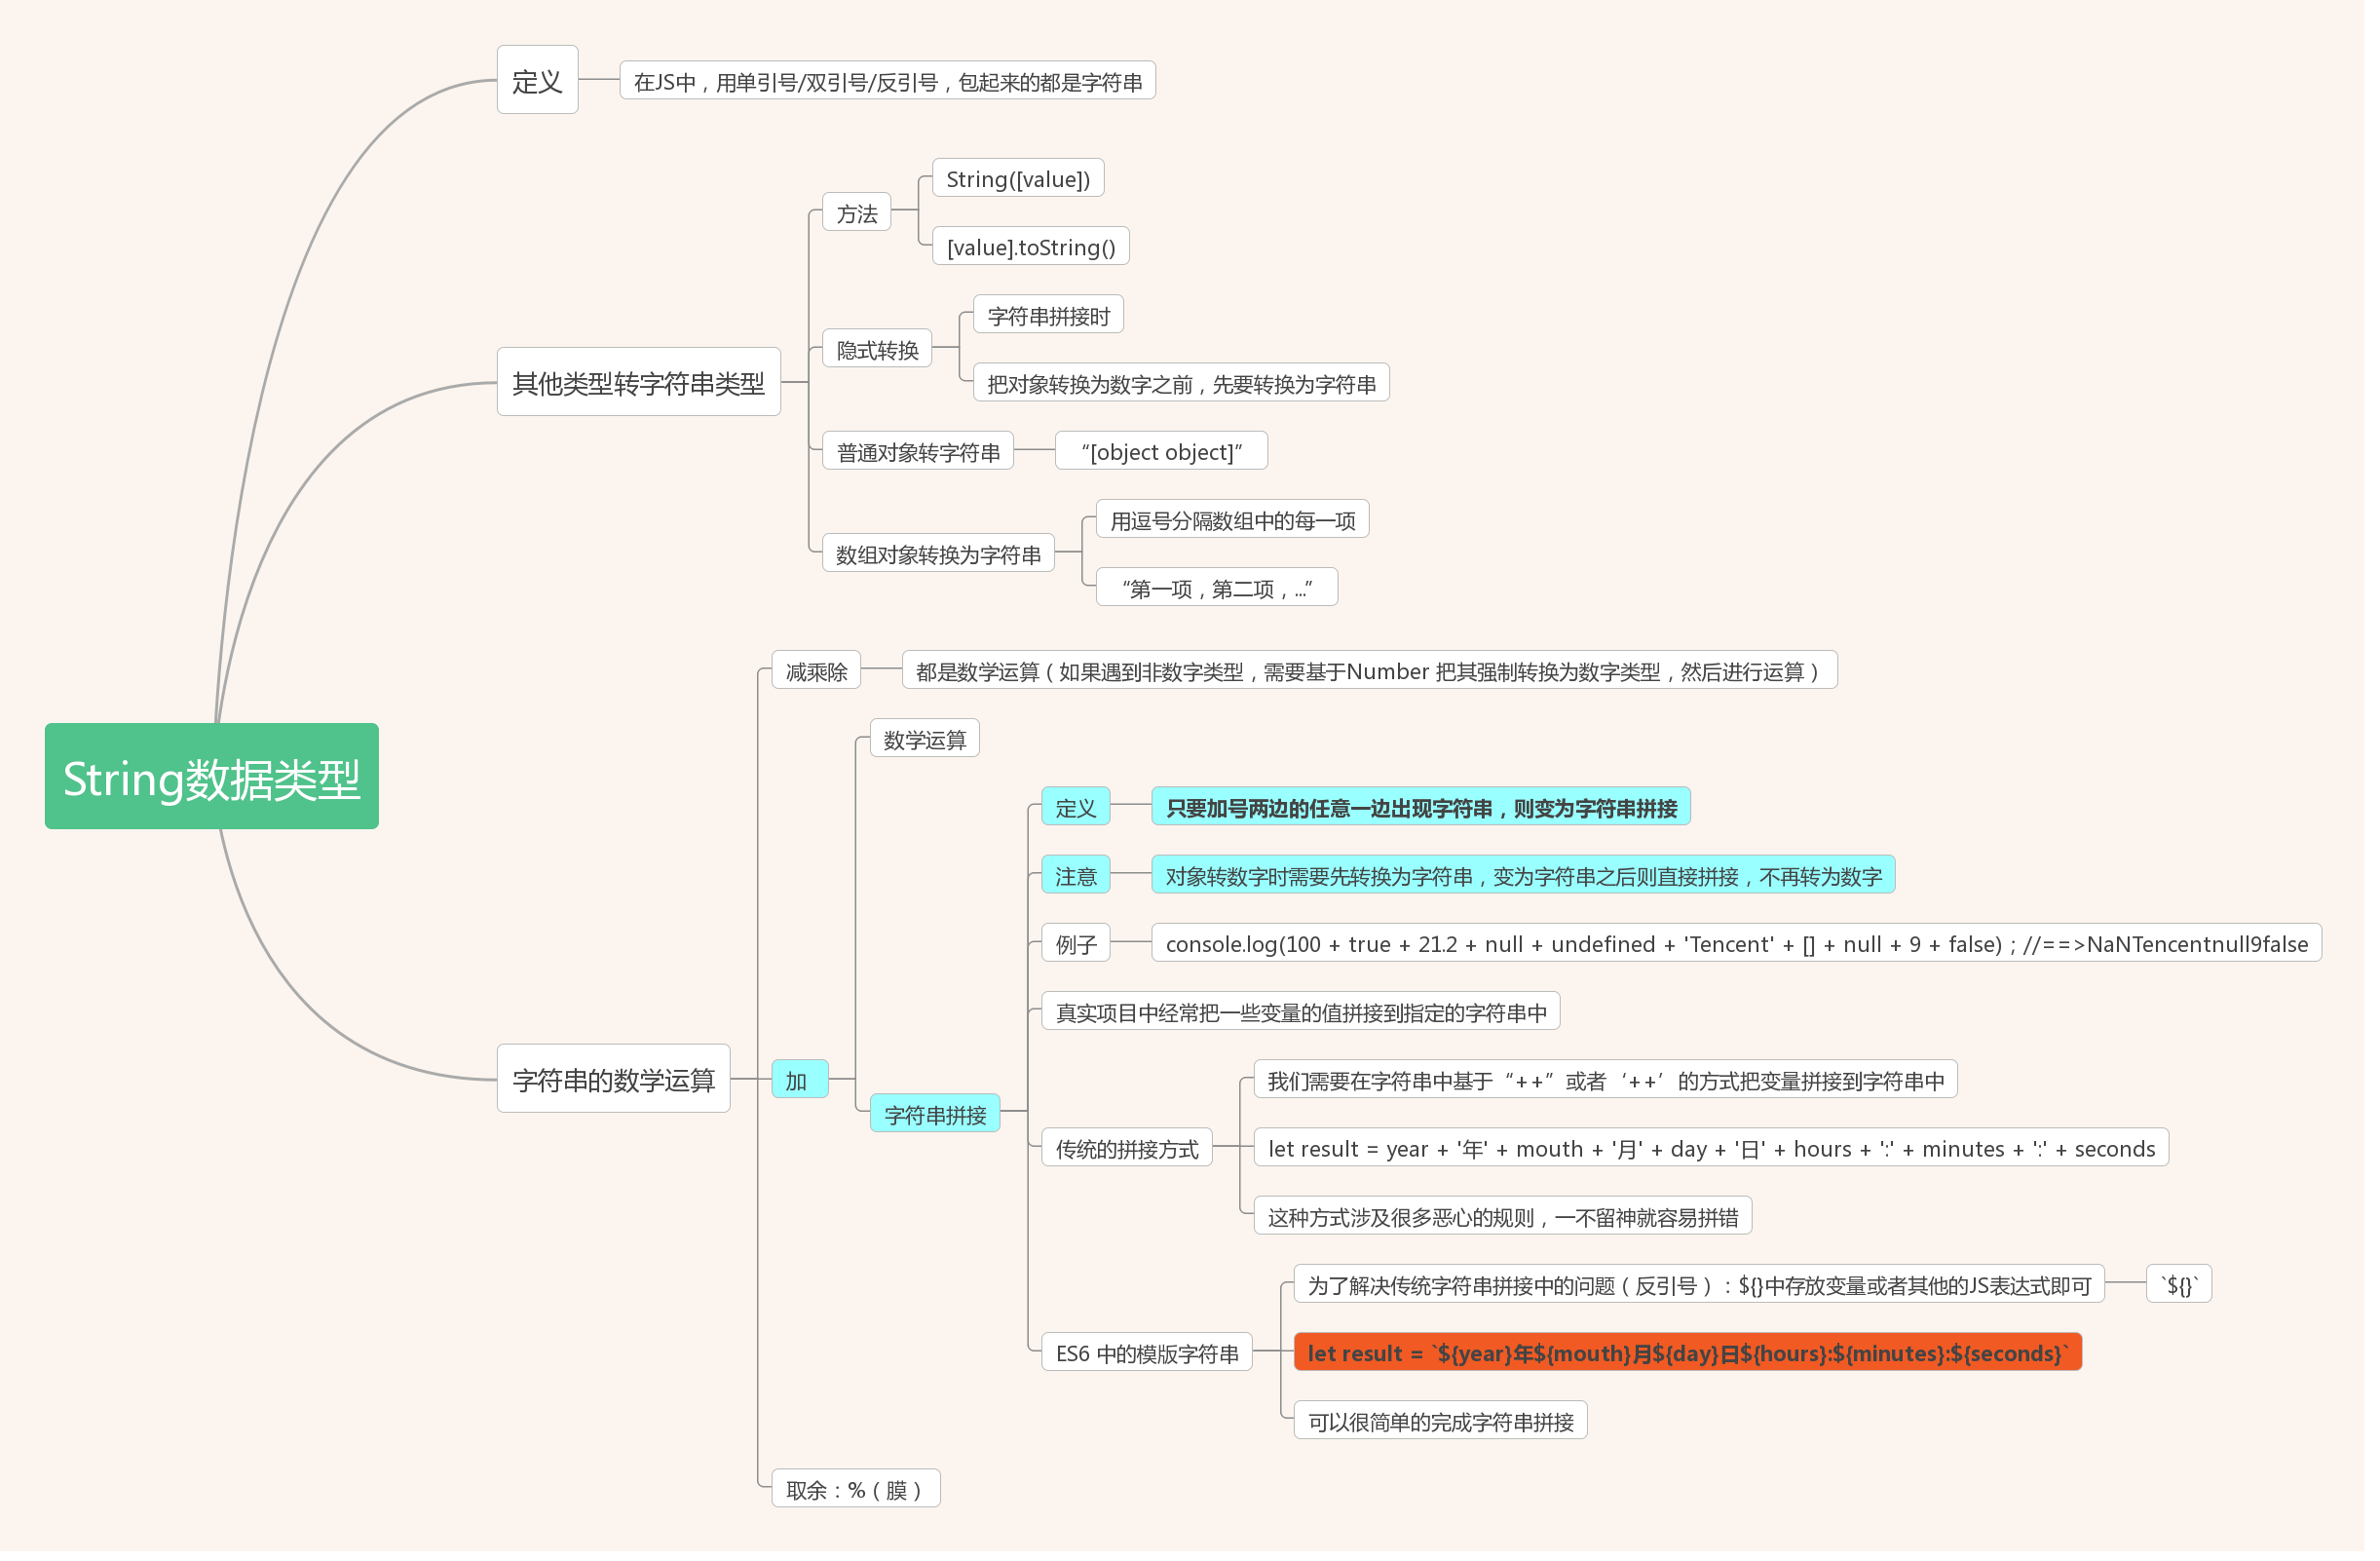 定义
在JS中，用单引号/双引号/反引号，包起来的都是字符串
其他类型转字符串类型
方法
String([value])
[value].toString()
隐式转换
字符串拼接时
把对象转换为数字之前，先要转换为字符串
普通对象转字符串
“[object object]”
数组对象转换为字符串
用逗号分隔数组中的每一项
“第一项，第二项，...”
String数据类型
字符串的数学运算
减乘除
都是数学运算（如果遇到非数字类型，需要基于Number 把其强制转换为数字类型，然后进行运算）
加
数学运算
字符串拼接
定义
只要加号两边的任意一边出现字符串，则变为字符串拼接
注意
对象转数字时需要先转换为字符串，变为字符串之后则直接拼接，不再转为数字
例子
console.log(100 + true + 21.2 + null + undefined + 'Tencent' + [] + null + 9 + false)；//==>NaNTencentnull9false
真实项目中经常把一些变量的值拼接到指定的字符串中
传统的拼接方式
我们需要在字符串中基于“++”或者‘++’的方式把变量拼接到字符串中
let result = year + '年' + mouth + '月' + day + '日' + hours + ':' + minutes + ':' + seconds
这种方式涉及很多恶心的规则，一不留神就容易拼错
ES6 中的模版字符串
为了解决传统字符串拼接中的问题（反引号）：${}中存放变量或者其他的JS表达式即可
`${}`
let result = `${year}年${mouth}月${day}日${hours}:${minutes}:${seconds}`
可以很简单的完成字符串拼接
取余：%（膜）